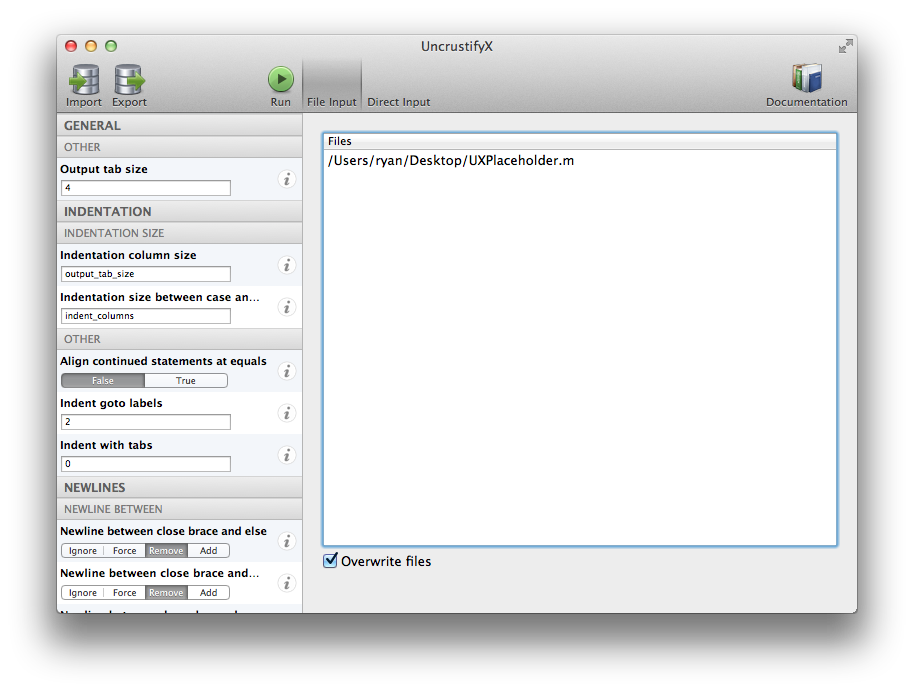 UncrustifyX
Import Export Run File Input Direct Input Documentation
GENERAL
OTHER
Output tab size
4
INDENTATION
INDENTATION SIZE
Indentation column size
output_tab_size
Indentation size between case an...
indent_columns
OTHER
Align continued statements at equals
False True
Indent goto labels
2
Indent with tabs
0
NEWLINES
NEWLINE BETWEEN
Newline between close brace and else
Ignore Force Remove Add
Newline between close brace and...
Ignore Force Remove Add
Files
/Users/ryan/Desktop/UXPlaceholder.m
Overwrite files